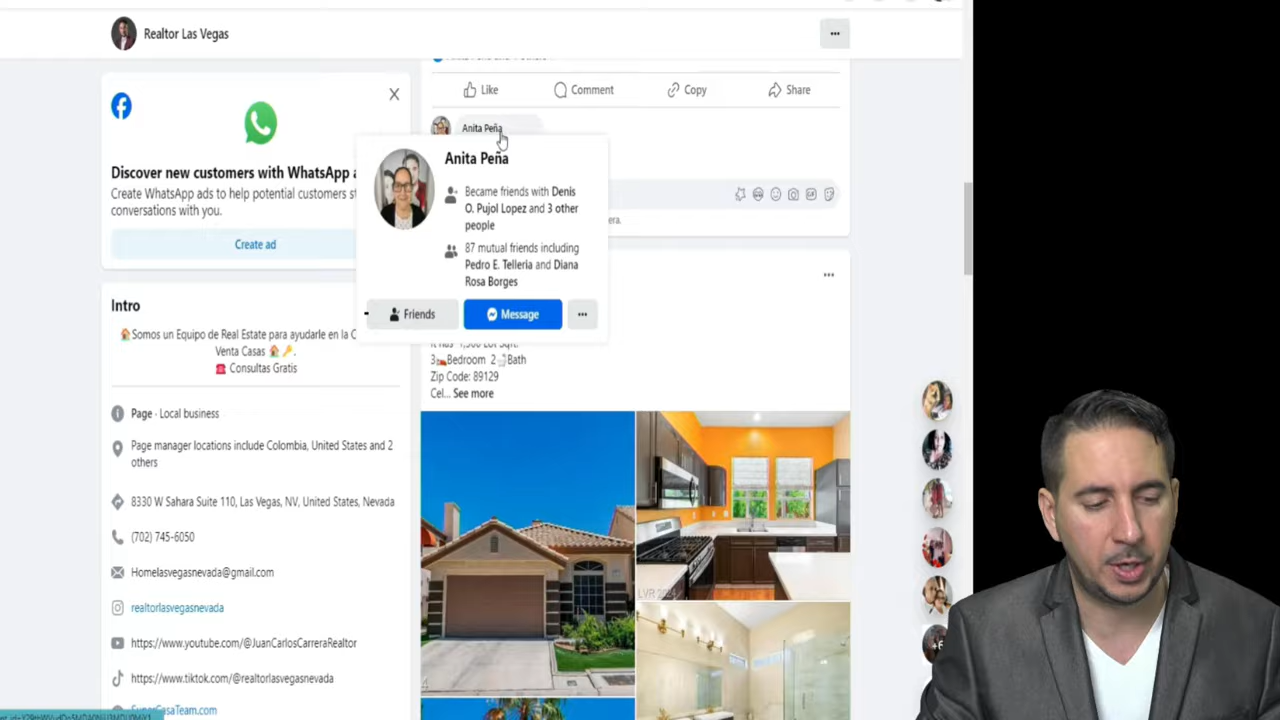 Realtor Las Vegas
Discover new customers with WhatsApp a
Create WhatsApp ads to help potential customers st
conversations with you.
Create ad
Intro
🏠Somos un Equipo de Real Estate para ayudarle en la C
Venta Casas 🏠🔑.
☎️ Consultas Gratis
Page · Local business
Page manager locations include Colombia, United States and 2
others
8330 W Sahara Suite 110, Las Vegas, NV, United States, Nevada
(702) 745-6050
Homelasvegasnevada@gmail.com
realtorlasvegasnevada
https://www.youtube.com/@JuanCarlosCarreraRealtor
https://www.tiktok.com/@realtorlasvegasnevada
SuperCasaTeam.com
Like
Comment
Copy
Share
Anita Peña
Anita Peña
Became friends with Denis
O. Pujol Lopez and 3 other
people
87 mutual friends including
Pedro E. Telleria and Diana
Rosa Borges
Friends
Message
3🛏️Bedroom 2🚽Bath
Zip Code: 89129
Cel... See more